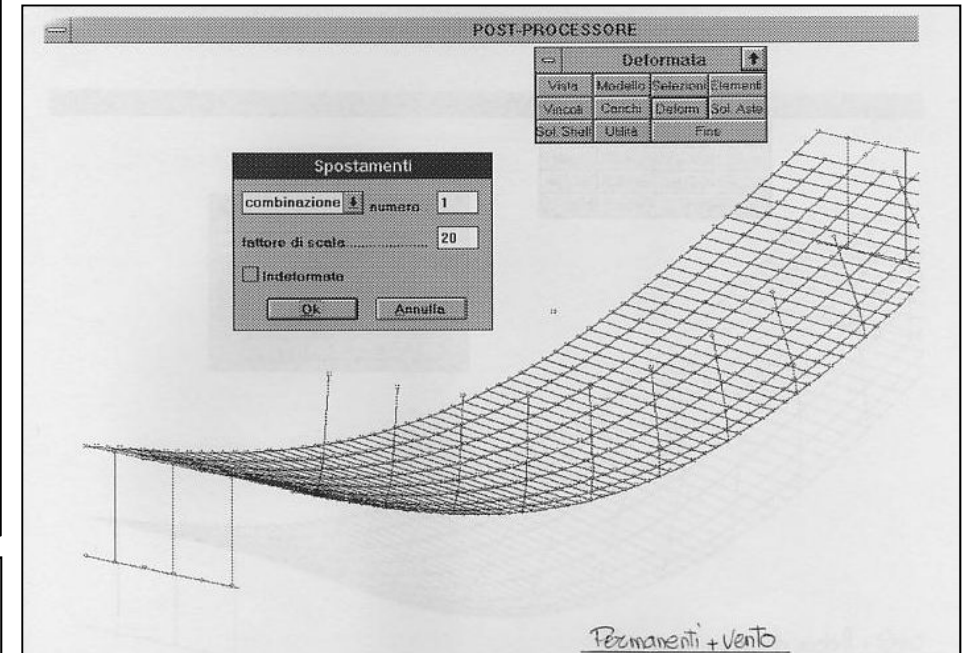 POST-PROCESSORE
Deformata
Vista Modello Selezioni Elementi
Vincoli Carichi Deform Sol. Aste
Sol. Shell Utilità Fine
Spostamenti
combinazione numero 1
fattore di scala 20
Indeformata
Ok Annulla
Permanenti + Vento